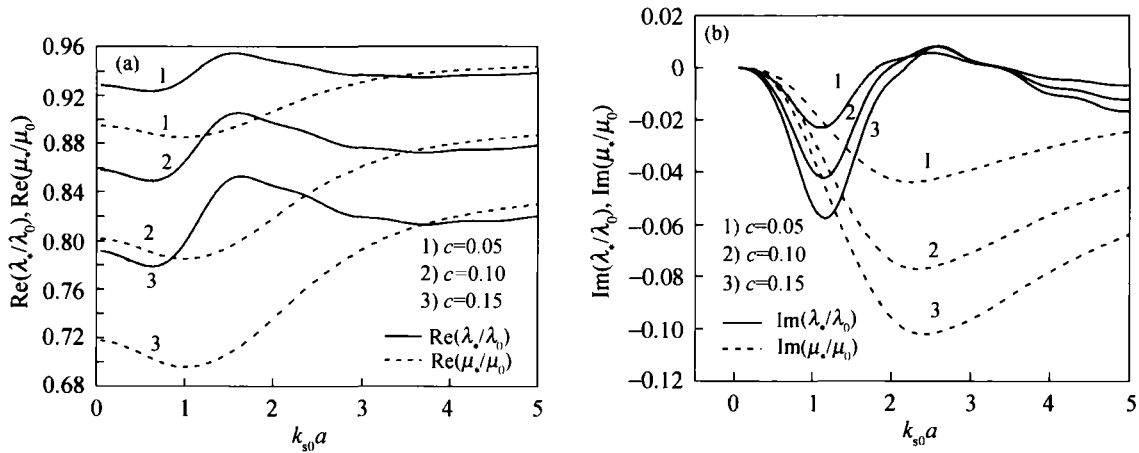 (a)
0.96
0.92
0.88
0.84
0.80
0.76
0.72
0.68
Re(λ*/λ0), Re(μ*/μ0)
1
1
2
2
3
3
1) c=0.05
2) c=0.10
3) c=0.15
Re(λ*/λ0)
Re(μ*/μ0)
0 1 2 3 4 5
ks0a
(b)
0.02
0
−0.02
−0.04
−0.06
−0.08
−0.10
−0.12
Im(λ*/λ0), Im(μ*/μ0)
1
2
3
1
2
3
1) c=0.05
2) c=0.10
3) c=0.15
Im(λ*/λ0)
Im(μ*/μ0)
0 1 2 3 4 5
ks0a